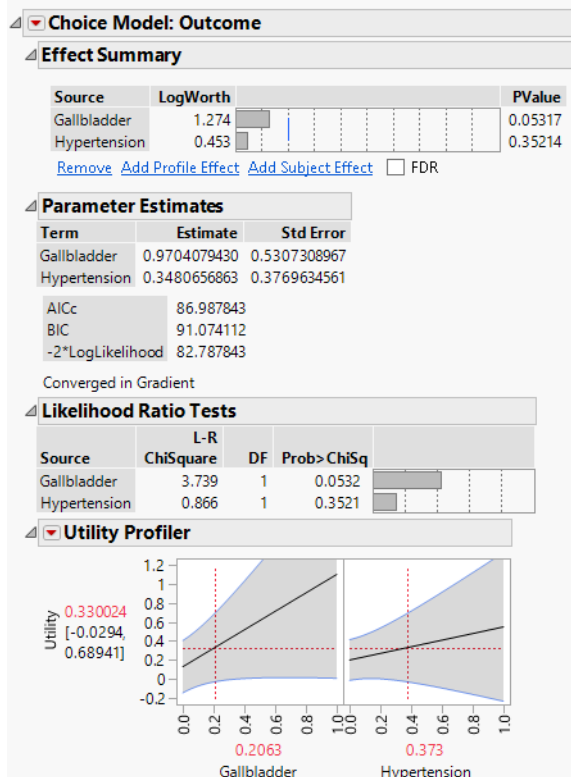 Choice Model: Outcome
Effect Summary
Source LogWorth PValue
Gallbladder 1.274 0.05317
Hypertension 0.453 0.35214
Remove Add Profile Effect Add Subject Effect FDR
Parameter Estimates
Term Estimate Std Error
Gallbladder 0.9704079430 0.5307308967
Hypertension 0.3480656863 0.3769634561
AICc 86.987843
BIC 91.074112
-2*LogLikelihood 82.787843
Converged in Gradient
Likelihood Ratio Tests
L-R
Source ChiSquare DF Prob>ChiSq
Gallbladder 3.739 1 0.0532
Hypertension 0.866 1 0.3521
Utility Profiler
Utility
0.330024
[-0.0294,
0.68941]
1.2
1
0.8
0.6
0.4
0.2
0
-0.2
0.0 0.2 0.4 0.6 0.8 1.0
0.0 0.2 0.4 0.6 0.8 1.0
0.2063 0.373
Gallbladder Hypertension